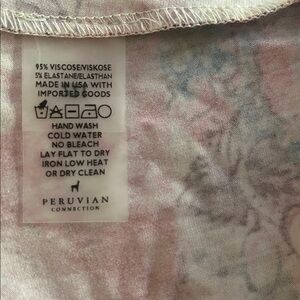 95% VISCOSE/VISKOSE
5% ELASTANE/ELASTHAN
MADE IN USA WITH
IMPORTED GOODS
HAND WASH
COLD WATER
NO BLEACH
LAY FLAT TO DRY
IRON LOW HEAT
OR DRY CLEAN
PERUVIAN
CONNECTION